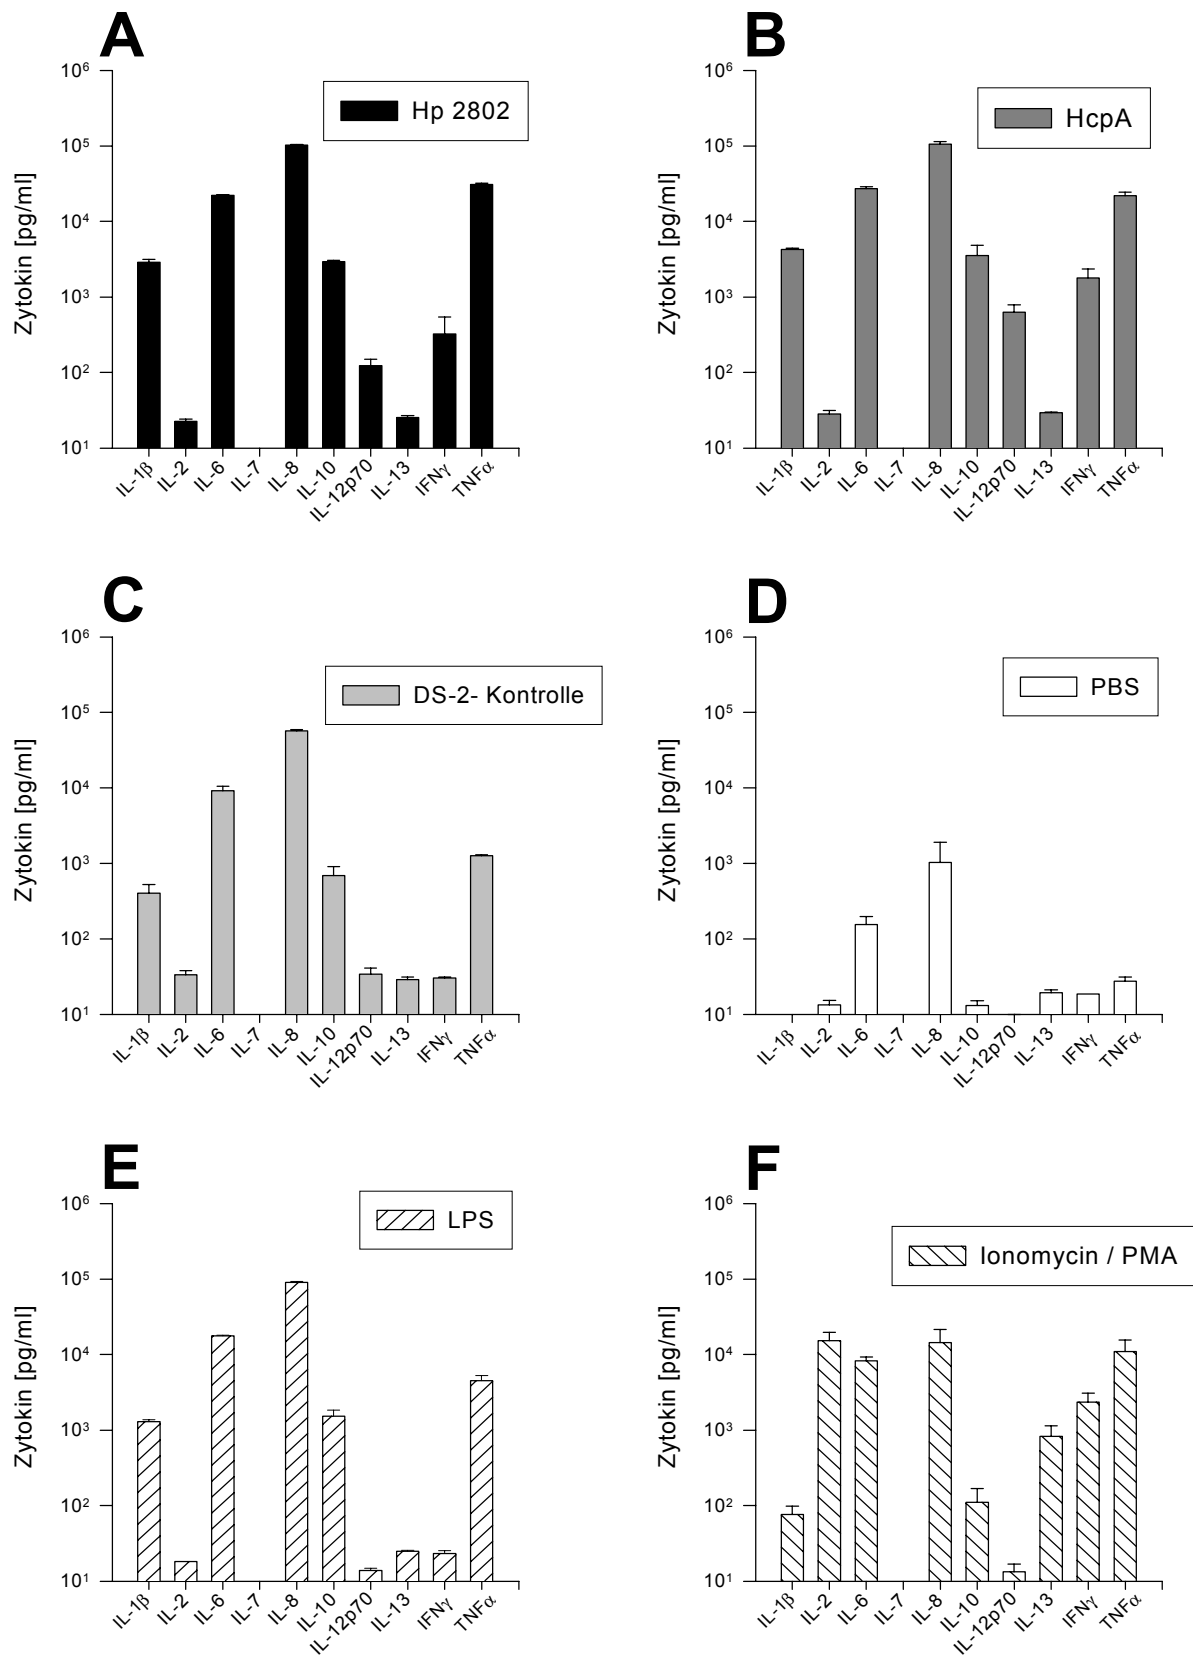 A
Hp 2802
Zytokin [pg/ml]
10⁶
10⁵
10⁴
10³
10²
10¹
IL-1β
IL-2
IL-6
IL-7
IL-8
IL-10
IL-12p70
IL-13
IFNγ
TNFα
B
HcpA
Zytokin [pg/ml]
10⁶
10⁵
10⁴
10³
10²
10¹
IL-1β
IL-2
IL-6
IL-7
IL-8
IL-10
IL-12p70
IL-13
IFNγ
TNFα
C
DS-2- Kontrolle
Zytokin [pg/ml]
10⁶
10⁵
10⁴
10³
10²
10¹
IL-1β
IL-2
IL-6
IL-7
IL-8
IL-10
IL-12p70
IL-13
IFNγ
TNFα
D
PBS
Zytokin [pg/ml]
10⁶
10⁵
10⁴
10³
10²
10¹
IL-1β
IL-2
IL-6
IL-7
IL-8
IL-10
IL-12p70
IL-13
IFNγ
TNFα
E
LPS
Zytokin [pg/ml]
10⁶
10⁵
10⁴
10³
10²
10¹
IL-1β
IL-2
IL-6
IL-7
IL-8
IL-10
IL-12p70
IL-13
IFNγ
TNFα
F
Ionomycin / PMA
Zytokin [pg/ml]
10⁶
10⁵
10⁴
10³
10²
10¹
IL-1β
IL-2
IL-6
IL-7
IL-8
IL-10
IL-12p70
IL-13
IFNγ
TNFα